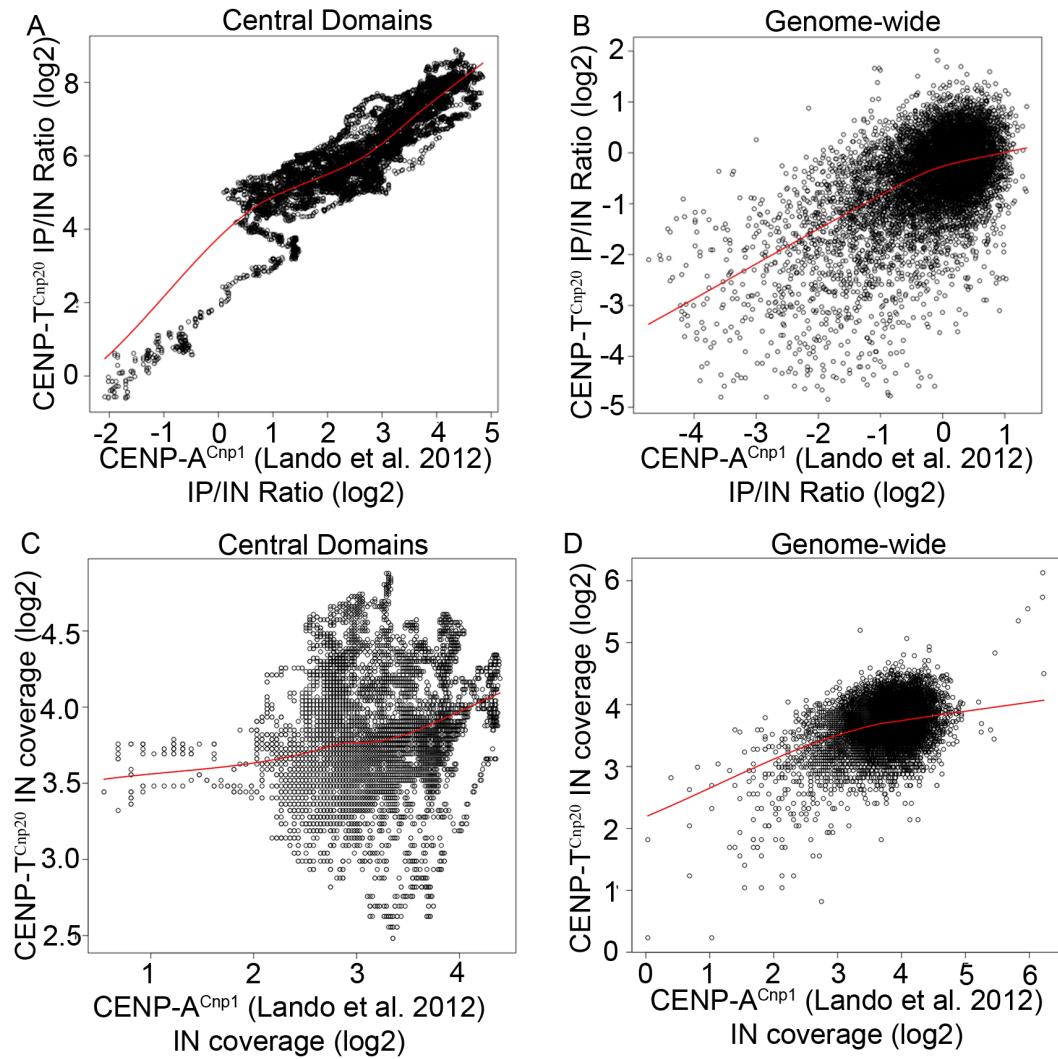 A
Central Domains
CENP-T^Cnp20 IP/IN Ratio (log2)
8
6
4
2
0
-2 -1 0 1 2 3 4 5
CENP-A^Cnp1 (Lando et al. 2012)
IP/IN Ratio (log2)
B
Genome-wide
CENP-T^Cnp20 IP/IN Ratio (log2)
2
1
0
-1
-2
-3
-4
-5
-4 -3 -2 -1 0 1
CENP-A^Cnp1 (Lando et al. 2012)
IP/IN Ratio (log2)
C
Central Domains
CENP-T^Cnp20 IN coverage (log2)
4.5
4.0
3.5
3.0
2.5
1 2 3 4
CENP-A^Cnp1 (Lando et al. 2012)
IN coverage (log2)
D
Genome-wide
CENP-T^Cnp20 IN coverage (log2)
6
5
4
3
2
1
0
0 1 2 3 4 5 6
CENP-A^Cnp1 (Lando et al. 2012)
IN coverage (log2)